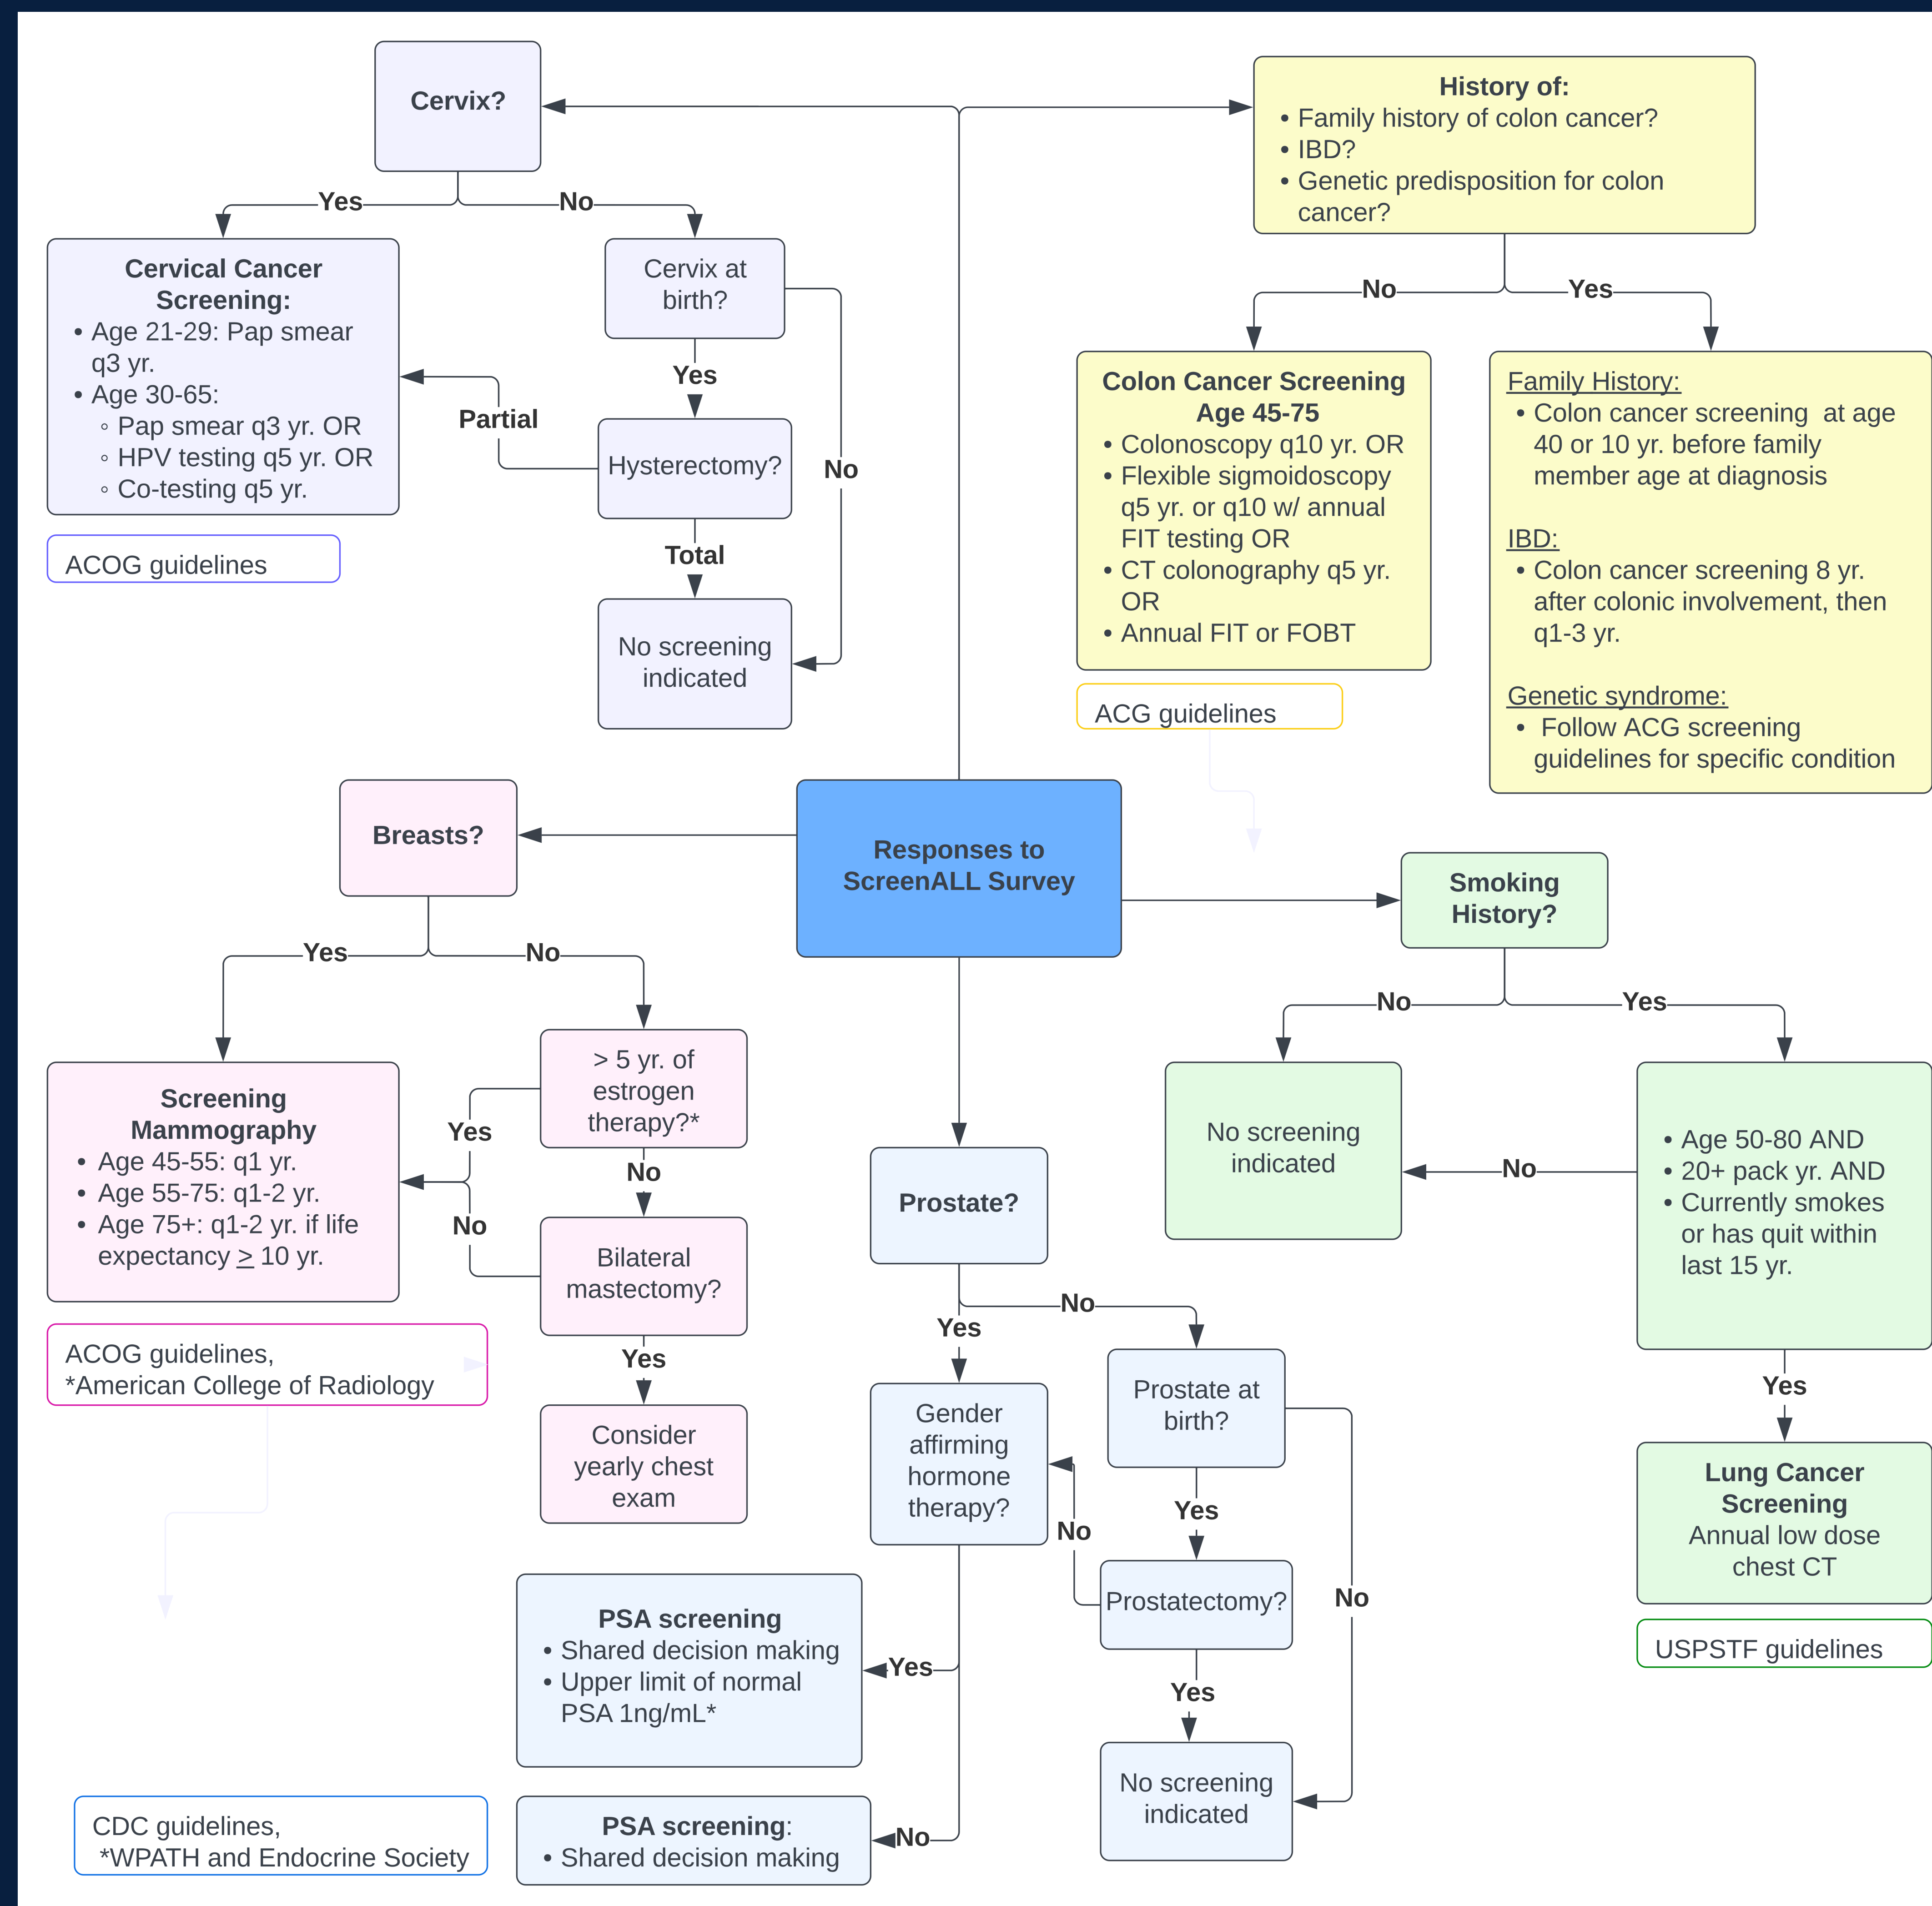 Cervix?
Yes
No
Cervical Cancer
Screening:
• Age 21-29: Pap smear
q3 yr.
• Age 30-65:
◦ Pap smear q3 yr. OR
◦ HPV testing q5 yr. OR
◦ Co-testing q5 yr.
ACOG guidelines
Cervix at
birth?
Yes
No
Partial
Hysterectomy?
Total
No screening
indicated
History of:
• Family history of colon cancer?
• IBD?
• Genetic predisposition for colon
cancer?
No
Yes
Colon Cancer Screening
Age 45-75
• Colonoscopy q10 yr. OR
• Flexible sigmoidoscopy
q5 yr. or q10 w/ annual
FIT testing OR
• CT colonography q5 yr.
OR
• Annual FIT or FOBT
ACG guidelines
Family History:
• Colon cancer screening at age
40 or 10 yr. before family
member age at diagnosis
IBD:
• Colon cancer screening 8 yr.
after colonic involvement, then
q1-3 yr.
Genetic syndrome:
• Follow ACG screening
guidelines for specific condition
Responses to
ScreenALL Survey
Breasts?
Yes
No
Screening
Mammography
• Age 45-55: q1 yr.
• Age 55-75: q1-2 yr.
• Age 75+: q1-2 yr. if life
expectancy > 10 yr.
ACOG guidelines,
*American College of Radiology
> 5 yr. of
estrogen
therapy?*
Yes
No
No
Bilateral
mastectomy?
Yes
Consider
yearly chest
exam
Smoking
History?
No
Yes
No screening
indicated
No
• Age 50-80 AND
• 20+ pack yr. AND
• Currently smokes
or has quit within
last 15 yr.
Yes
Lung Cancer
Screening
Annual low dose
chest CT
USPSTF guidelines
Prostate?
No
Yes
Gender
affirming
hormone
therapy?
Prostate at
birth?
Yes
No
No
Prostatectomy?
Yes
No screening
indicated
PSA screening
• Shared decision making
• Upper limit of normal
PSA 1ng/mL*
Yes
PSA screening:
• Shared decision making
No
CDC guidelines,
*WPATH and Endocrine Society